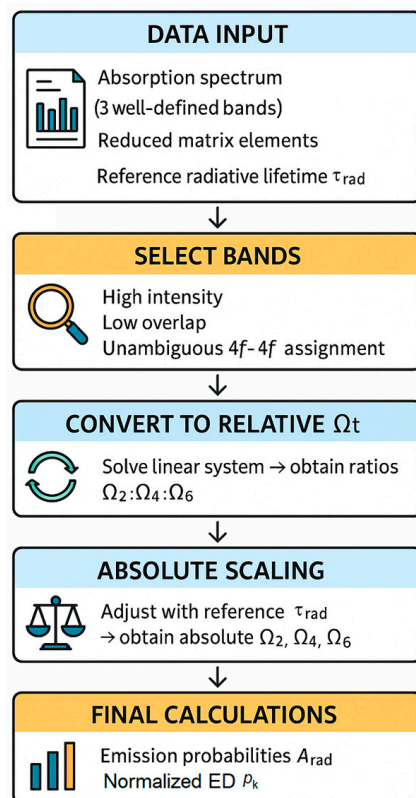 DATA INPUT
Absorption spectrum
(3 well-defined bands)
Reduced matrix elements
Reference radiative lifetime τrad
↓
SELECT BANDS
High intensity
Low overlap
Unambiguous 4f-4f assignment
↓
CONVERT TO RELATIVE Ωt
Solve linear system → obtain ratios
Ω2:Ω4:Ω6
↓
ABSOLUTE SCALING
Adjust with reference τrad
→ obtain absolute Ω2, Ω4, Ω6
↓
FINAL CALCULATIONS
Emission probabilities Arad
Normalized ED pk